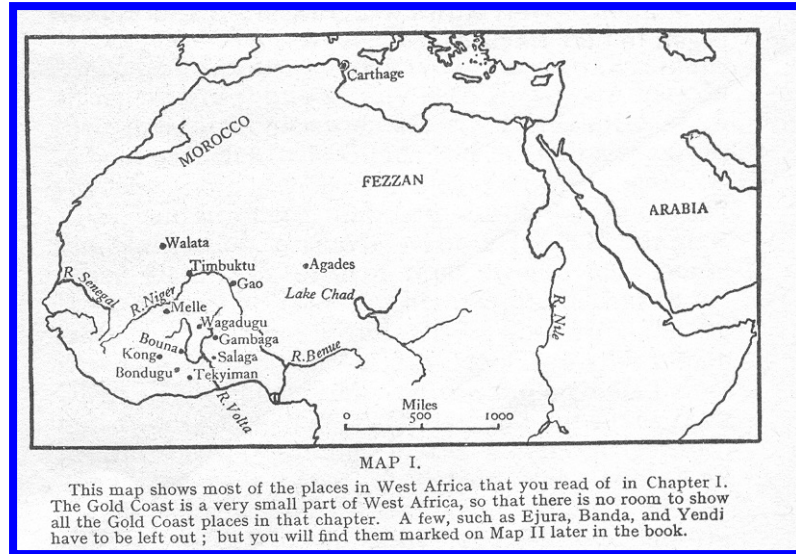 Carthage
MOROCCO
FEZZAN
ARABIA
Walata
Timbuktu
Agades
Gao
R. Senegal
R. Niger
Lake Chad
Melle
Wagadugu
R. Nile
Bouna
Gambaga
Kong
Salaga
R. Benue
Bondugu
Tekyiman
R. Volta
Miles
0 500 1000
MAP I.
This map shows most of the places in West Africa that you read of in Chapter I.
The Gold Coast is a very small part of West Africa, so that there is no room to show
all the Gold Coast places in that chapter. A few, such as Ejura, Banda, and Yendi
have to be left out ; but you will find them marked on Map II later in the book.